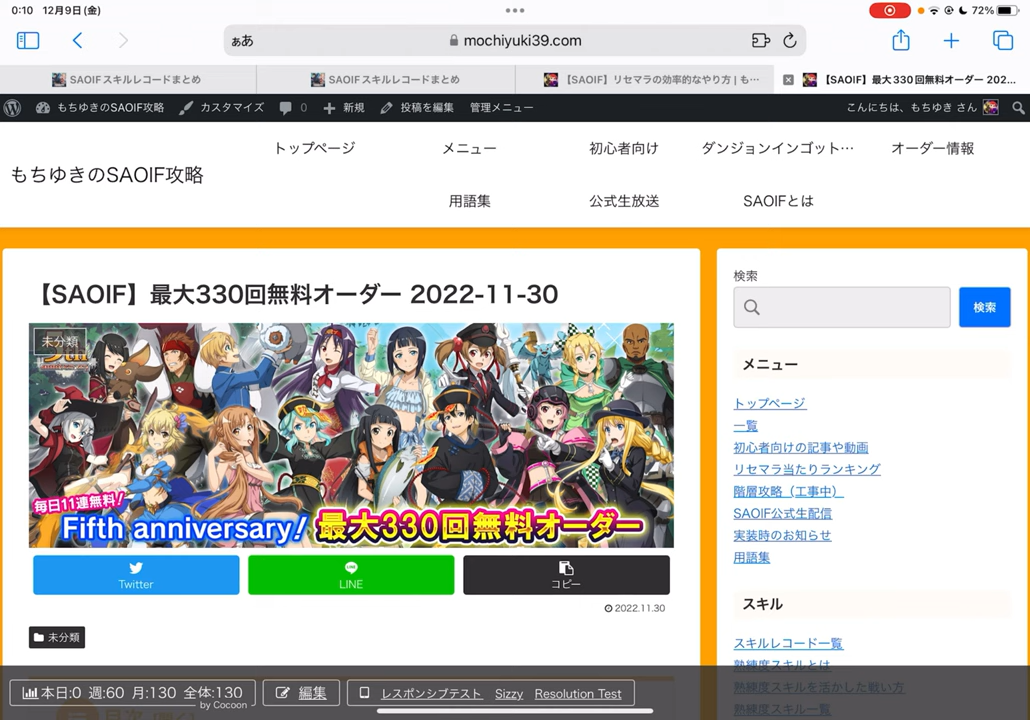 0:10 12月9日(金)
72%
ぁあ
mochiyuki39.com
SAOIFスキルレコードまとめ
SAOIFスキルレコードまとめ
【SAOIF】リセマラの効率的なやり方 | も…
【SAOIF】最大330回無料オーダー 202…
もちゆきのSAOIF攻略
カスタマイズ
0
新規
投稿を編集
管理メニュー
こんにちは、もちゆき さん
もちゆきのSAOIF攻略
トップページ
メニュー
初心者向け
ダンジョンインゴット…
オーダー情報
用語集
公式生放送
SAOIFとは
【SAOIF】最大330回無料オーダー 2022-11-30
未分類
毎日11連無料!
Fifth anniversary! 最大330回無料オーダー
Twitter
LINE
コピー
2022.11.30
未分類
検索
検索
メニュー
トップページ
一覧
初心者向けの記事や動画
リセマラ当たりランキング
階層攻略（工事中）
SAOIF公式生配信
実装時のお知らせ
用語集
スキル
スキルレコード一覧
熟練度スキルとは
熟練度スキルを活かした戦い方
熟練度スキル一覧
本日:0 週:60 月:130 全体:130
by Cocoon
編集
レスポンシブテスト Sizzy Resolution Test
目次